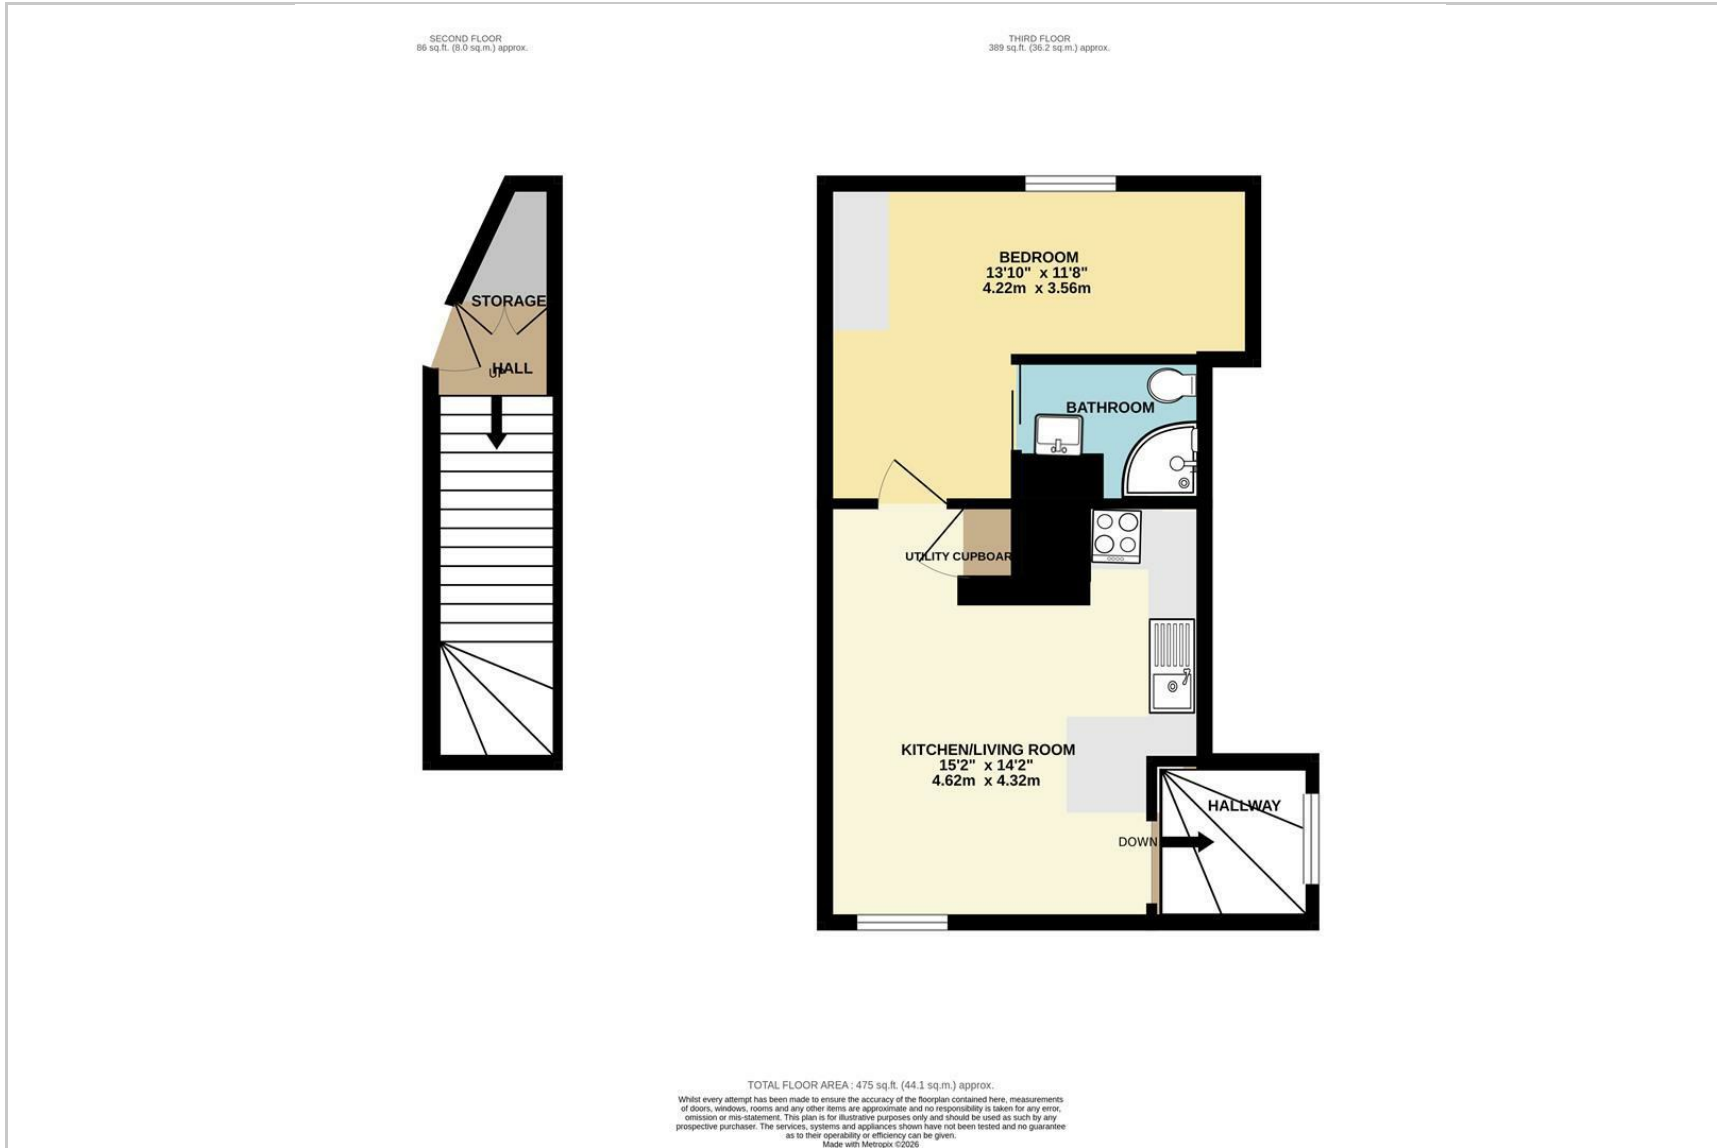 SECOND FLOOR
86 sq.ft. (8.0 sq.m.) approx.
THIRD FLOOR
389 sq.ft. (36.2 sq.m.) approx.
STORAGE
HALL
UP
BEDROOM
13'10" x 11'8"
4.22m x 3.56m
BATHROOM
UTILITY CUPBOAR
KITCHEN/LIVING ROOM
15'2" x 14'2"
4.62m x 4.32m
HALLWAY
DOWN
TOTAL FLOOR AREA : 475 sq.ft. (44.1 sq.m.) approx.
Whilst every attempt has been made to ensure the accuracy of the floorplan contained here, measurements
of doors, windows, rooms and any other items are approximate and no responsibility is taken for any error,
omission or mis-statement. This plan is for illustrative purposes only and should be used as such by any
prospective purchaser. The services, systems and appliances shown have not been tested and no guarantee
as to their operability or efficiency can be given.
Made with Metropix ©2026